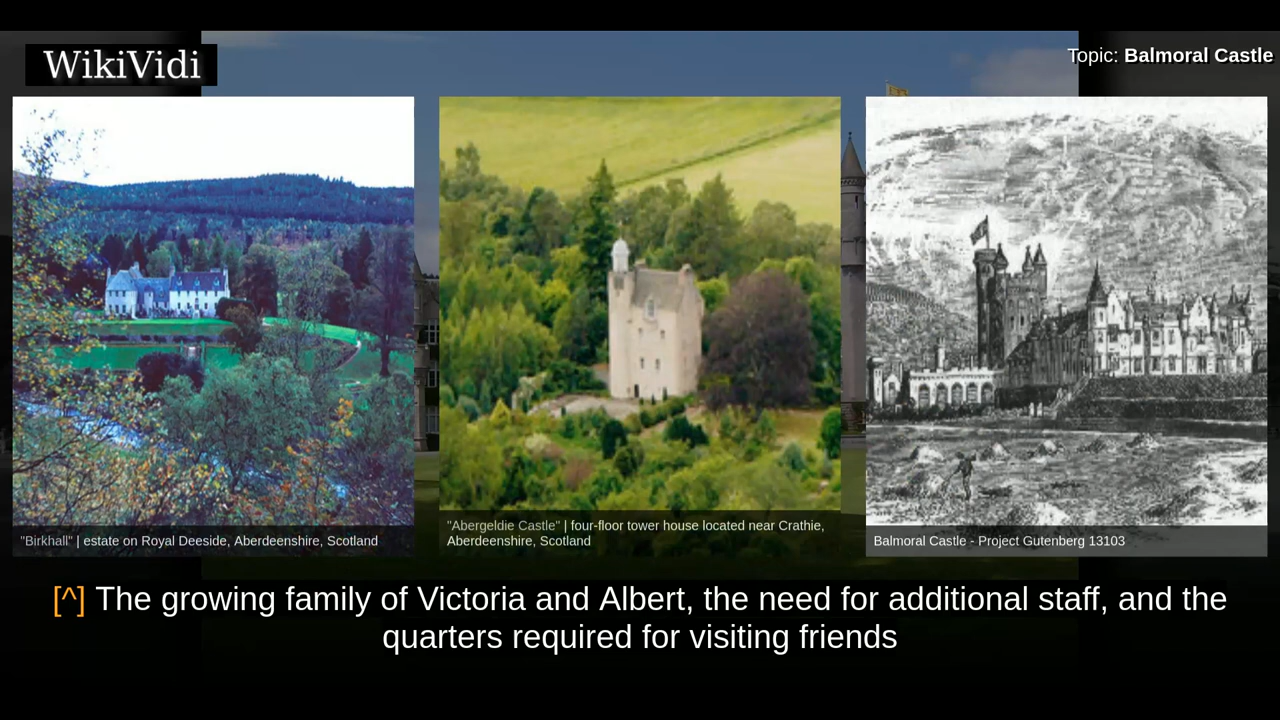 WikiVidi
Topic: Balmoral Castle
"Birkhall" | estate on Royal Deeside, Aberdeenshire, Scotland
"Abergeldie Castle" | four-floor tower house located near Crathie,
Aberdeenshire, Scotland
Balmoral Castle - Project Gutenberg 13103
[^] The growing family of Victoria and Albert, the need for additional staff, and the
quarters required for visiting friends